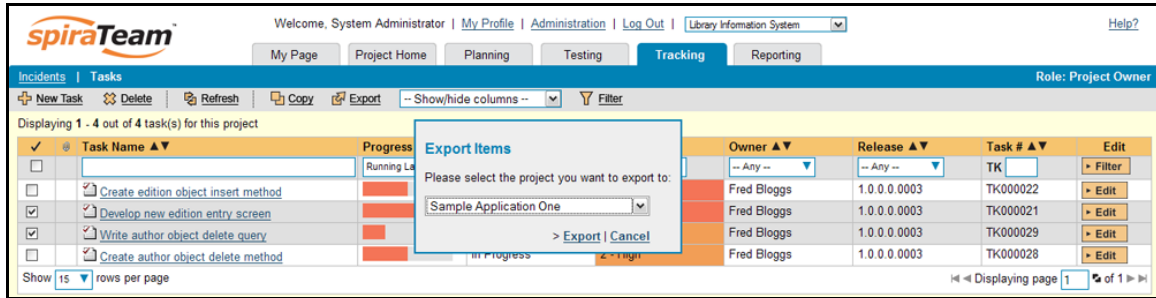 spiraTeam
Welcome, System Administrator | My Profile | Administration | Log Out | Library Information System Help?
My Page Project Home Planning Testing Tracking Reporting
Incidents | Tasks Role: Project Owner
New Task Delete Refresh Copy Export -- Show/hide columns -- Filter
Displaying 1 - 4 out of 4 task(s) for this project
Task Name ▲▼ Progress Owner ▲▼ Release ▲▼ Task # ▲▼ Edit
Running La -- Any -- -- Any -- TK Filter
Export Items
Please select the project you want to export to:
Sample Application One
> Export | Cancel
Create edition object insert method Fred Bloggs 1.0.0.0.0003 TK000022 Edit
Develop new edition entry screen Fred Bloggs 1.0.0.0.0003 TK000021 Edit
Write author object delete query Fred Bloggs 1.0.0.0.0003 TK000029 Edit
Create author object delete method In Progress 2 - High Fred Bloggs 1.0.0.0.0003 TK000028 Edit
Show 15 rows per page Displaying page 1 of 1